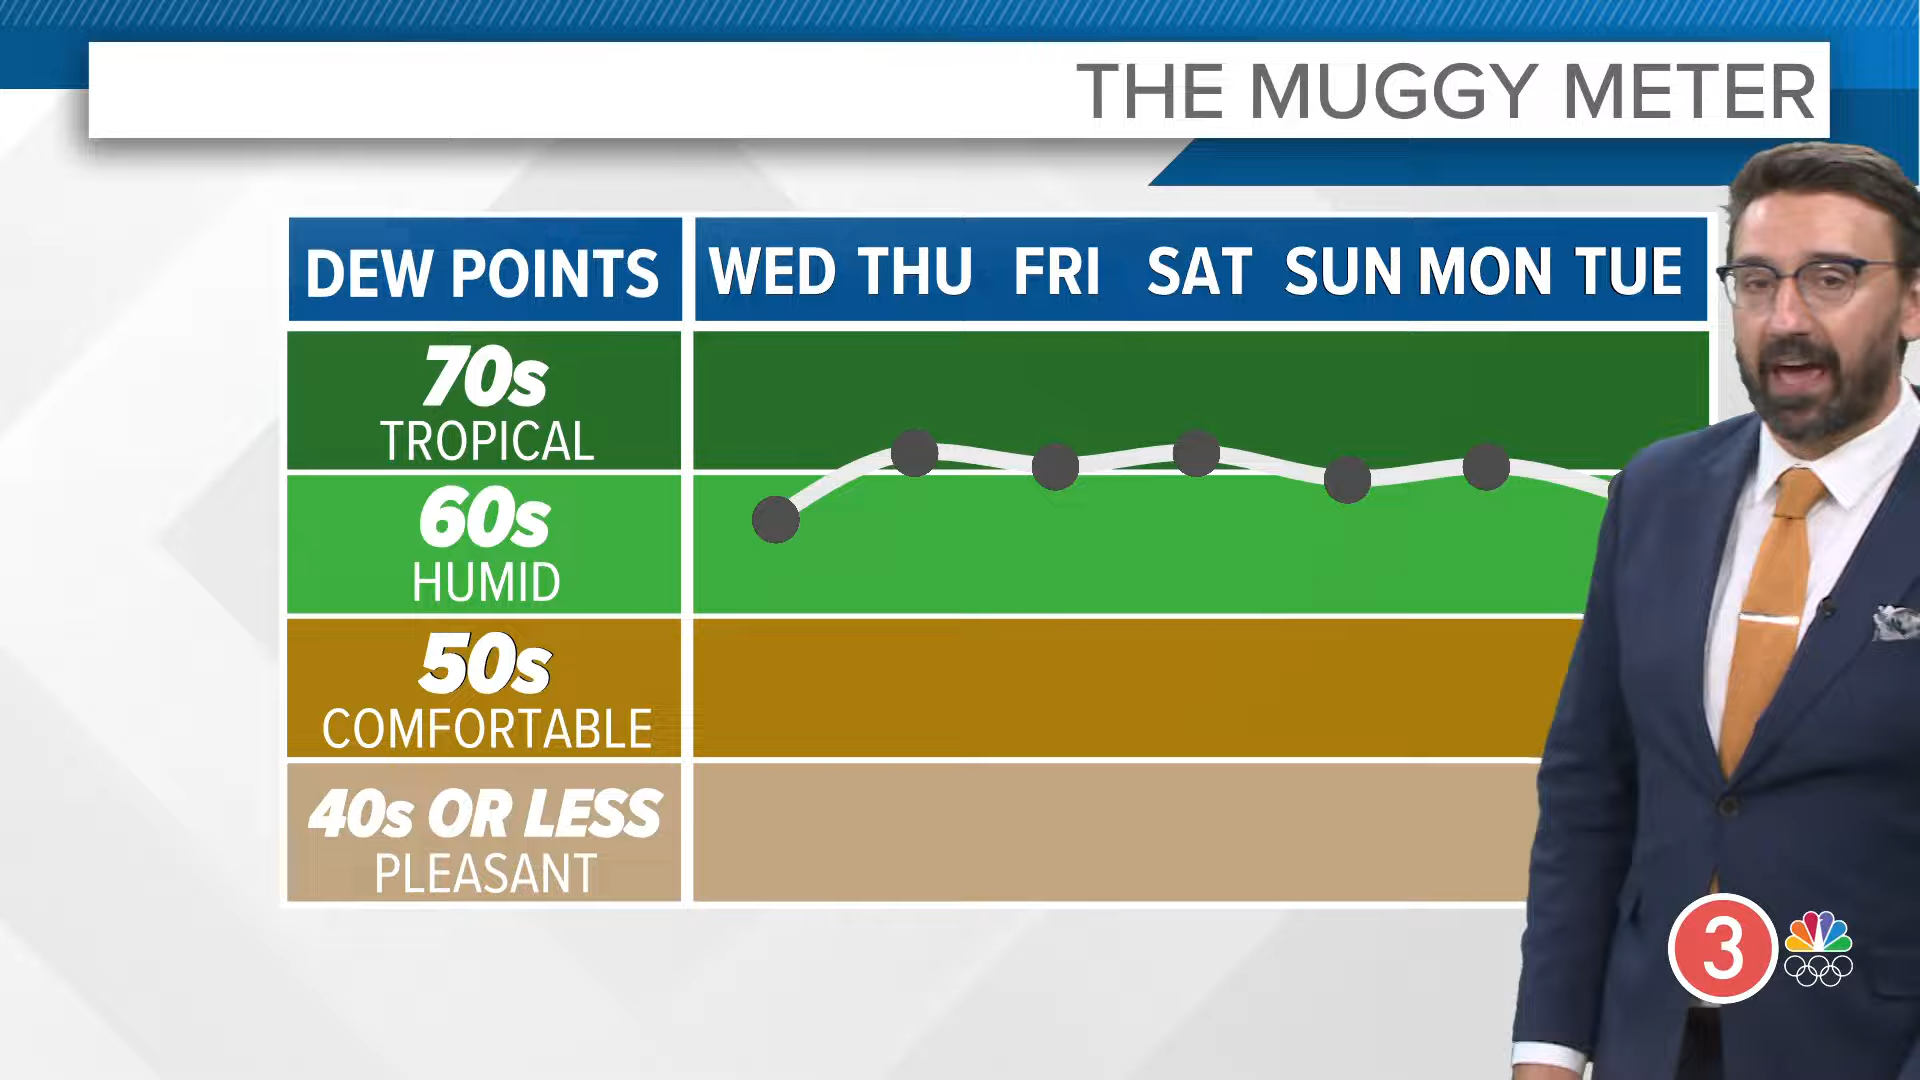 THE MUGGY METER
DEW POINTS WED THU FRI SAT SUN MON TUE
70s
TROPICAL
60s
HUMID
50s
COMFORTABLE
40s OR LESS
PLEASANT
3